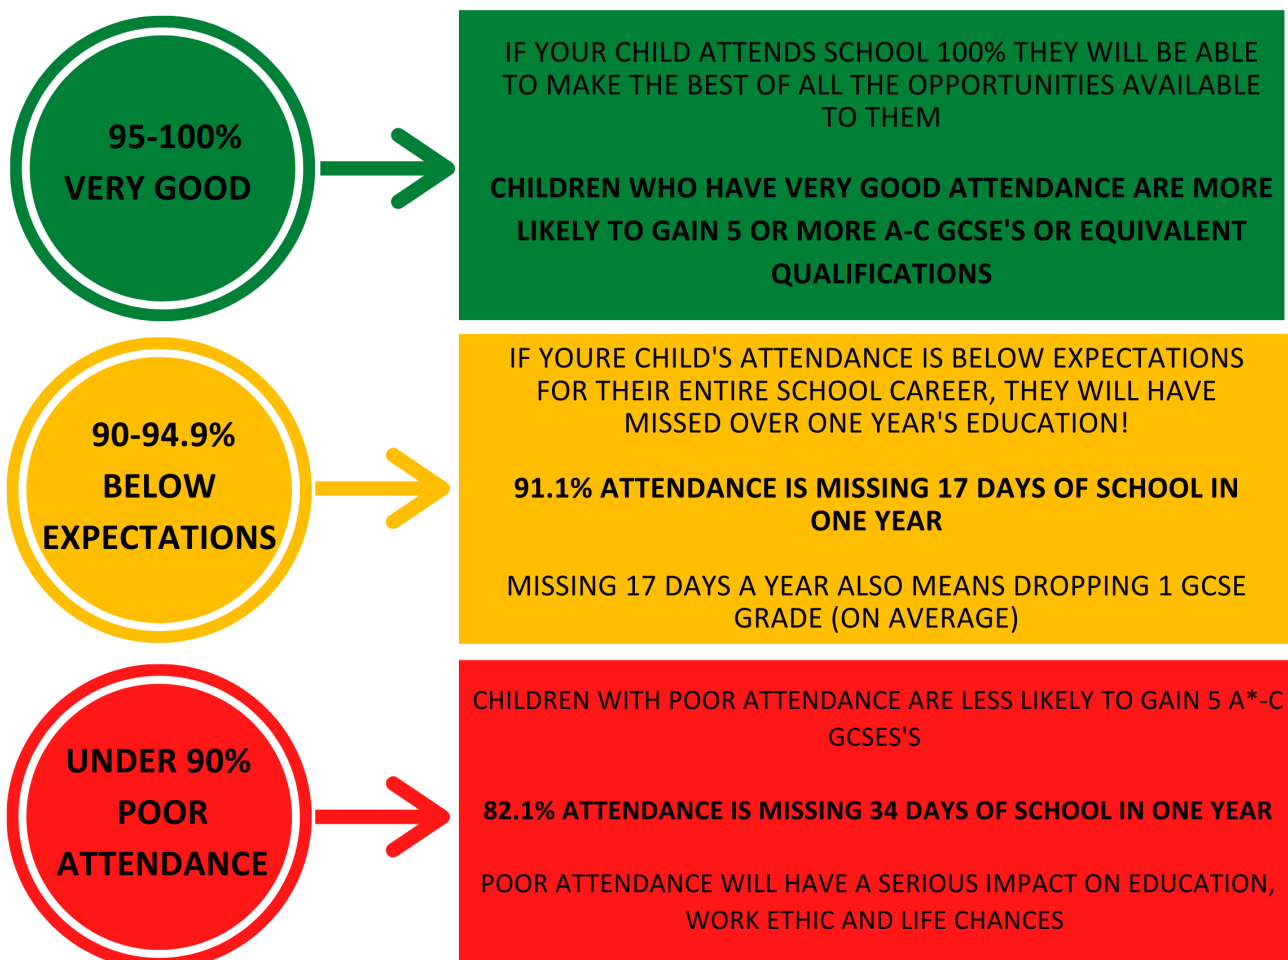 95-100%
VERY GOOD
IF YOUR CHILD ATTENDS SCHOOL 100% THEY WILL BE ABLE
TO MAKE THE BEST OF ALL THE OPPORTUNITIES AVAILABLE
TO THEM
CHILDREN WHO HAVE VERY GOOD ATTENDANCE ARE MORE
LIKELY TO GAIN 5 OR MORE A-C GCSE'S OR EQUIVALENT
QUALIFICATIONS
90-94.9%
BELOW
EXPECTATIONS
IF YOURE CHILD'S ATTENDANCE IS BELOW EXPECTATIONS
FOR THEIR ENTIRE SCHOOL CAREER, THEY WILL HAVE
MISSED OVER ONE YEAR'S EDUCATION!
91.1% ATTENDANCE IS MISSING 17 DAYS OF SCHOOL IN
ONE YEAR
MISSING 17 DAYS A YEAR ALSO MEANS DROPPING 1 GCSE
GRADE (ON AVERAGE)
UNDER 90%
POOR
ATTENDANCE
CHILDREN WITH POOR ATTENDANCE ARE LESS LIKELY TO GAIN 5 A*-C
GCSES'S
82.1% ATTENDANCE IS MISSING 34 DAYS OF SCHOOL IN ONE YEAR
POOR ATTENDANCE WILL HAVE A SERIOUS IMPACT ON EDUCATION,
WORK ETHIC AND LIFE CHANCES